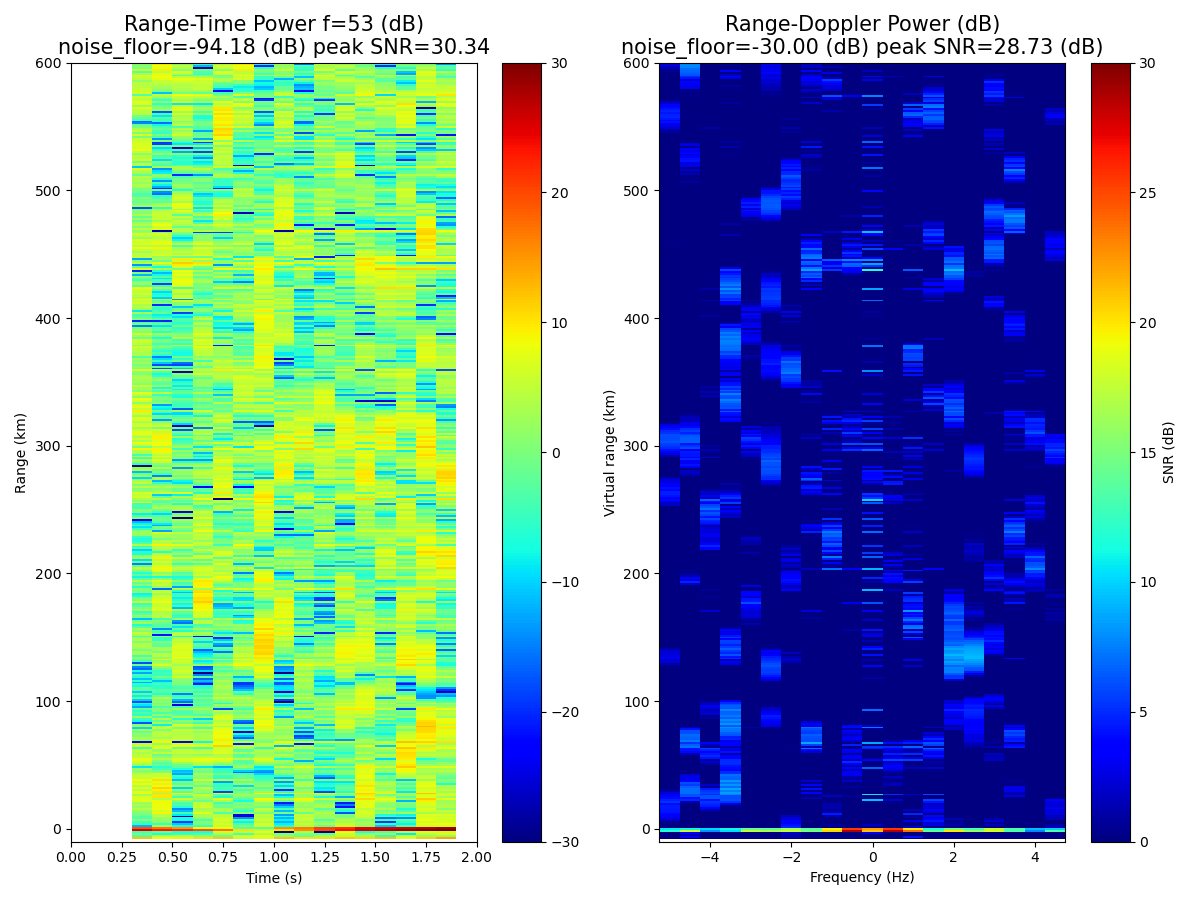 Range-Time Power f=53 (dB)
noise_floor=-94.18 (dB) peak SNR=30.34
600
500
400
300
200
100
0
Range (km)
0.00 0.25 0.50 0.75 1.00 1.25 1.50 1.75 2.00
Time (s)
30
20
10
0
−10
−20
−30
Range-Doppler Power (dB)
noise_floor=-30.00 (dB) peak SNR=28.73 (dB)
600
500
400
300
200
100
0
Virtual range (km)
−4 −2 0 2 4
Frequency (Hz)
30
25
20
15
10
5
0
SNR (dB)